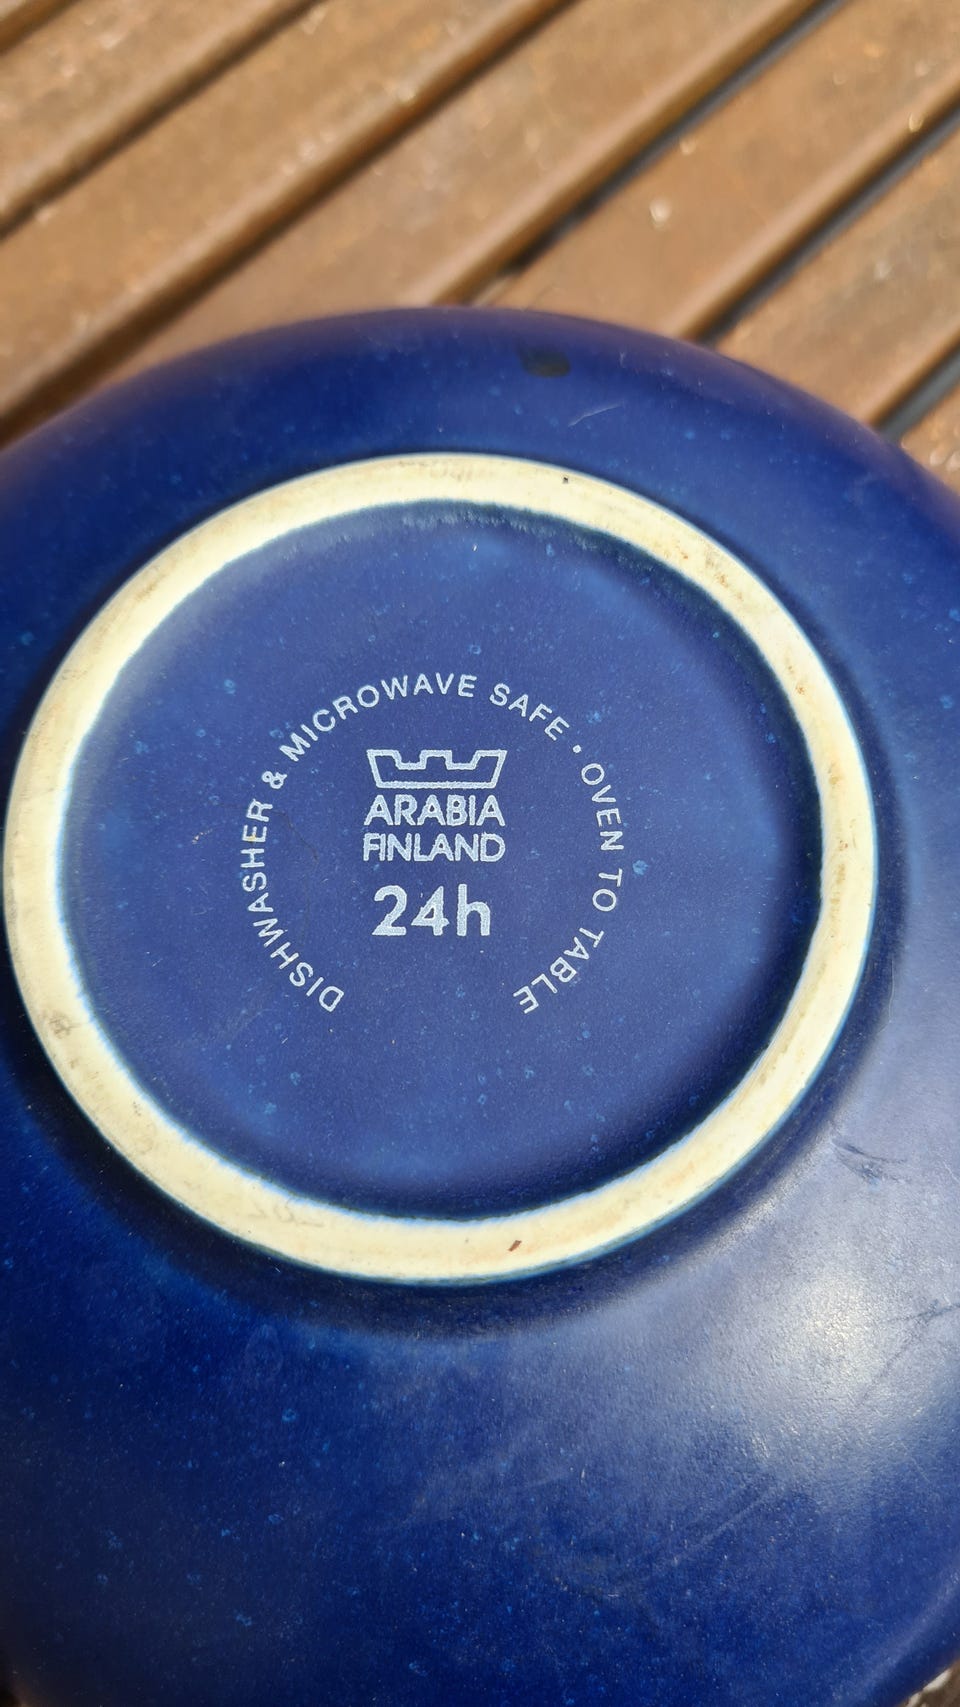 DISHWASHER & MICROWAVE SAFE • OVEN TO TABLE
ARABIA
FINLAND
24h